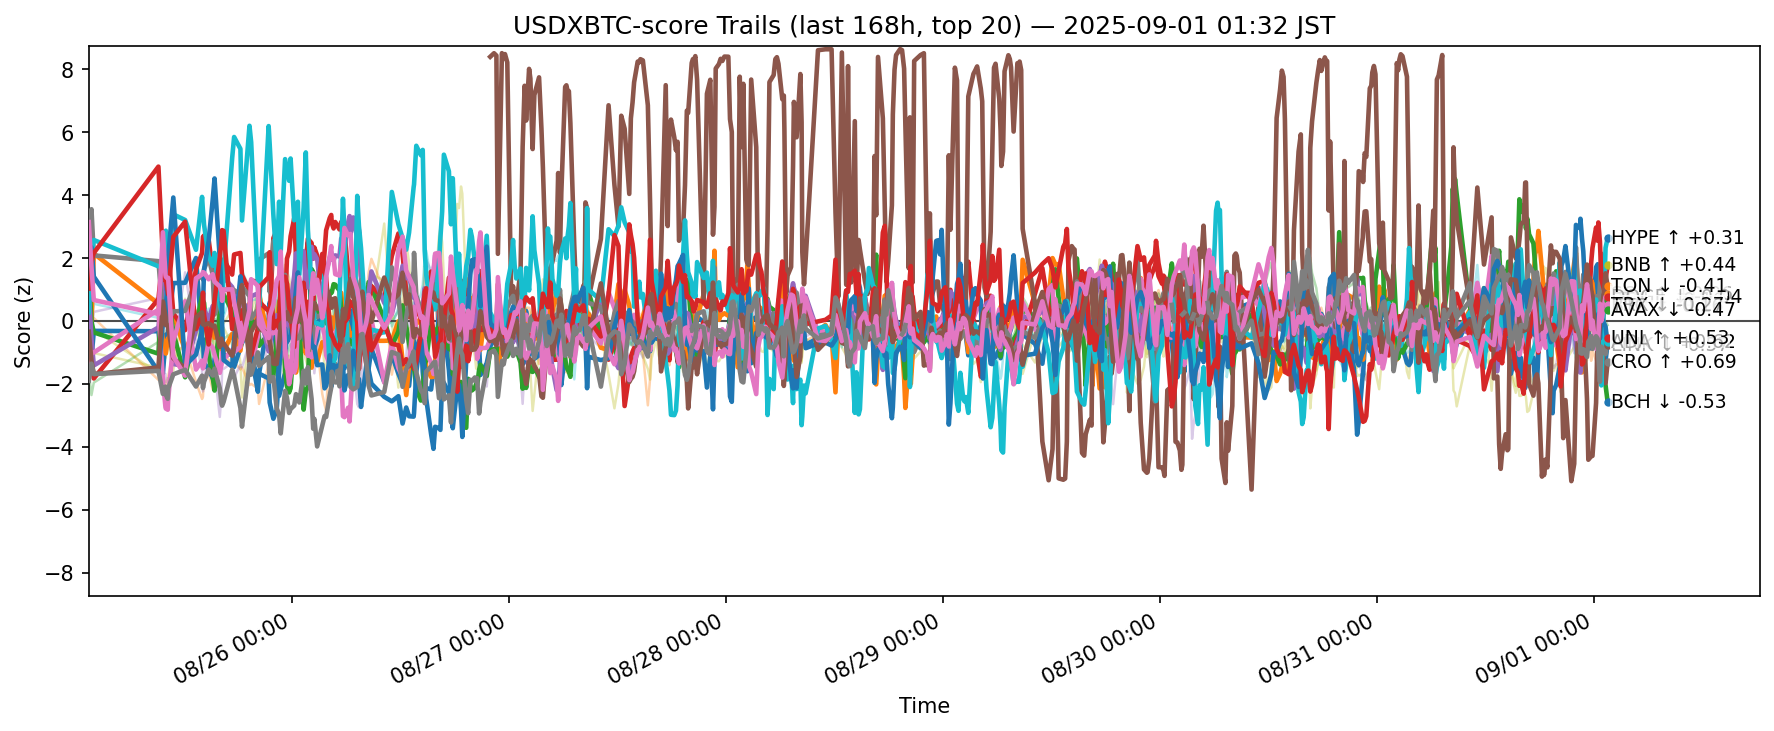 USDXBTC-score Trails (last 168h, top 20) — 2025-09-01 01:32 JST
Score (z)
8
6
4
2
0
−2
−4
−6
−8
HYPE ↑ +0.31
BNB ↑ +0.44
TON ↓ -0.41
AVAX ↓ -0.47
UNI ↑ +0.53
CRO ↑ +0.69
BCH ↓ -0.53
08/26 00:00
08/27 00:00
08/28 00:00
08/29 00:00
08/30 00:00
08/31 00:00
09/01 00:00
Time